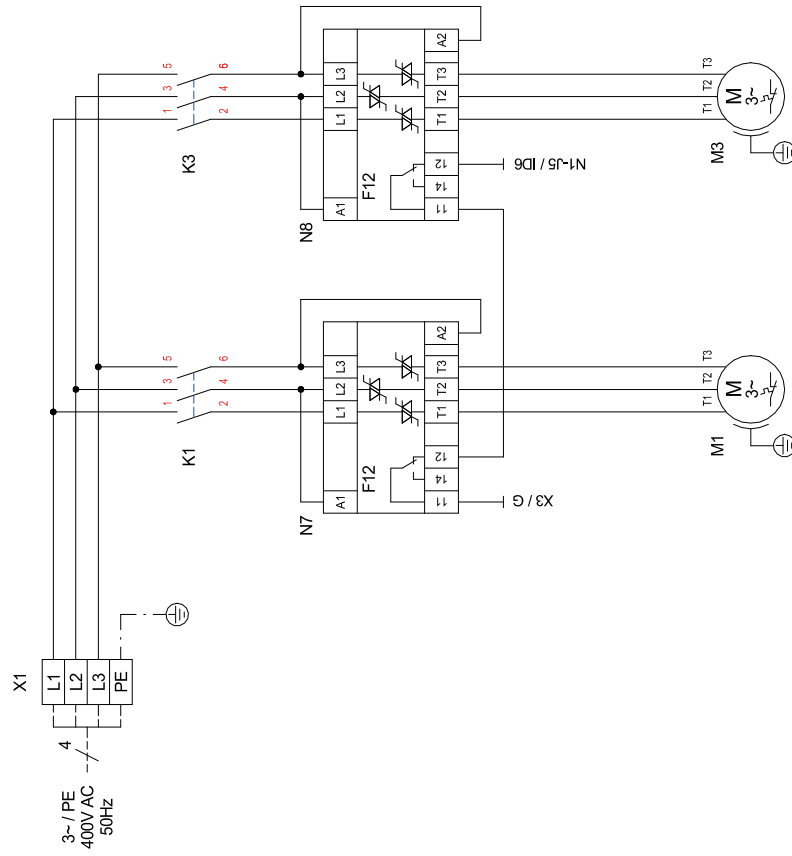 X1
L1
L2
L3
PE
4
3~ / PE
400V AC
50Hz
1
3
5
2
4
6
K1
1
3
5
2
4
6
K3
N7
A1
L1
L2
L3
F12
11
14
12
T1
T2
T3
A2
X3 / G
N8
A1
L1
L2
L3
F12
11
14
12
T1
T2
T3
A2
N1-J5 / ID6
M1
T1
T2
T3
M
3~
M3
T1
T2
T3
M
3~